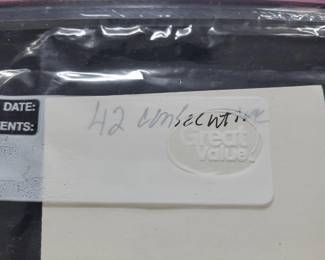 DATE:
ENTS:
42 consecutive
Great
Value